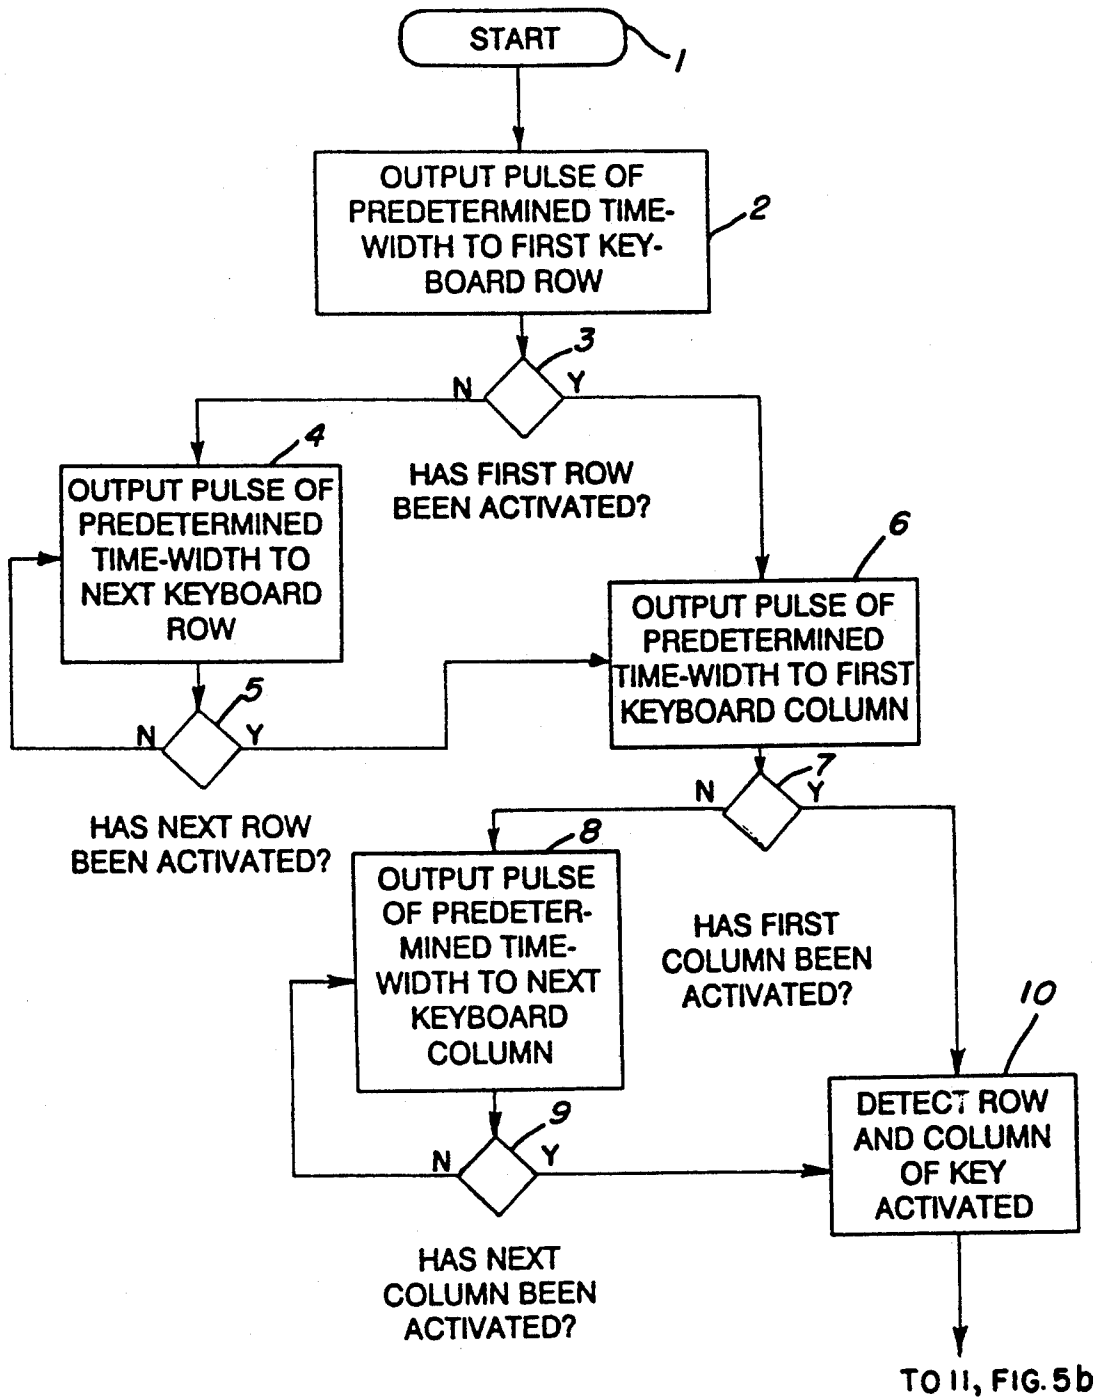 START
1
OUTPUT PULSE OF
PREDETERMINED TIME-
WIDTH TO FIRST KEY-
BOARD ROW
2
3
N
Y
HAS FIRST ROW
BEEN ACTIVATED?
4
OUTPUT PULSE OF
PREDETERMINED
TIME-WIDTH TO
NEXT KEYBOARD
ROW
5
N
Y
HAS NEXT ROW
BEEN ACTIVATED?
6
OUTPUT PULSE OF
PREDETERMINED
TIME-WIDTH TO FIRST
KEYBOARD COLUMN
7
N
Y
HAS FIRST
COLUMN BEEN
ACTIVATED?
8
OUTPUT PULSE
OF PREDETER-
MINED TIME-
WIDTH TO NEXT
KEYBOARD
COLUMN
9
N
Y
HAS NEXT
COLUMN BEEN
ACTIVATED?
10
DETECT ROW
AND COLUMN
OF KEY
ACTIVATED
TO 11, FIG. 5b